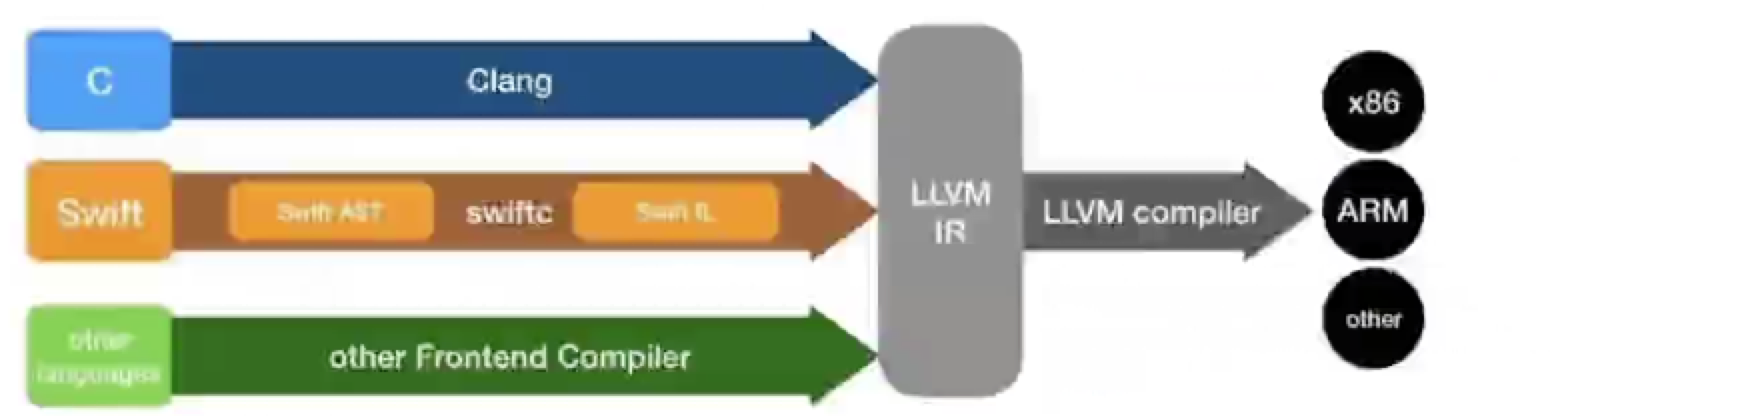 C
Clang
Swift
Swift AST
swiftc
Swift IL
other
languages
other Frontend Compiler
LLVM
IR
LLVM compiler
x86
ARM
other